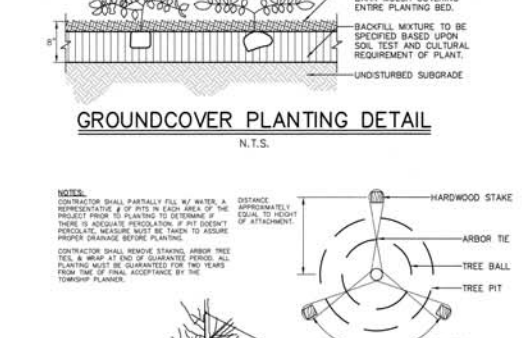 ENTIRE PLANTING BED.
BACKFILL MIXTURE TO BE
SPECIFIED BASED UPON
SOIL TEST AND CULTURAL
REQUIREMENT OF PLANT.
UNDISTURBED SUBGRADE
GROUNDCOVER PLANTING DETAIL
N.T.S.
NOTES:
CONTRACTOR SHALL PARTIALLY FILL W/ WATER, A
REPRESENTATIVE # OF PITS IN EACH AREA OF THE
PROJECT PRIOR TO PLANTING TO DETERMINE IF
THERE IS ADEQUATE PERCOLATION. IF PIT DOESN'T
PERCOLATE, MEASURE MUST BE TAKEN TO ASSURE
PROPER DRAINAGE BEFORE PLANTING.
CONTRACTOR SHALL REMOVE STAKING, ARBOR TREE
TIES, & WRAP AT END OF GUARANTEE PERIOD. ALL
PLANTING MUST BE GUARANTEED FOR TWO YEARS
FROM TIME OF FINAL ACCEPTANCE BY THE
TOWNSHIP PLANNER.
DISTANCE
APPROXIMATELY
EQUAL TO HEIGHT
OF ATTACHMENT.
HARDWOOD STAKE
ARBOR TIE
TREE BALL
TREE PIT